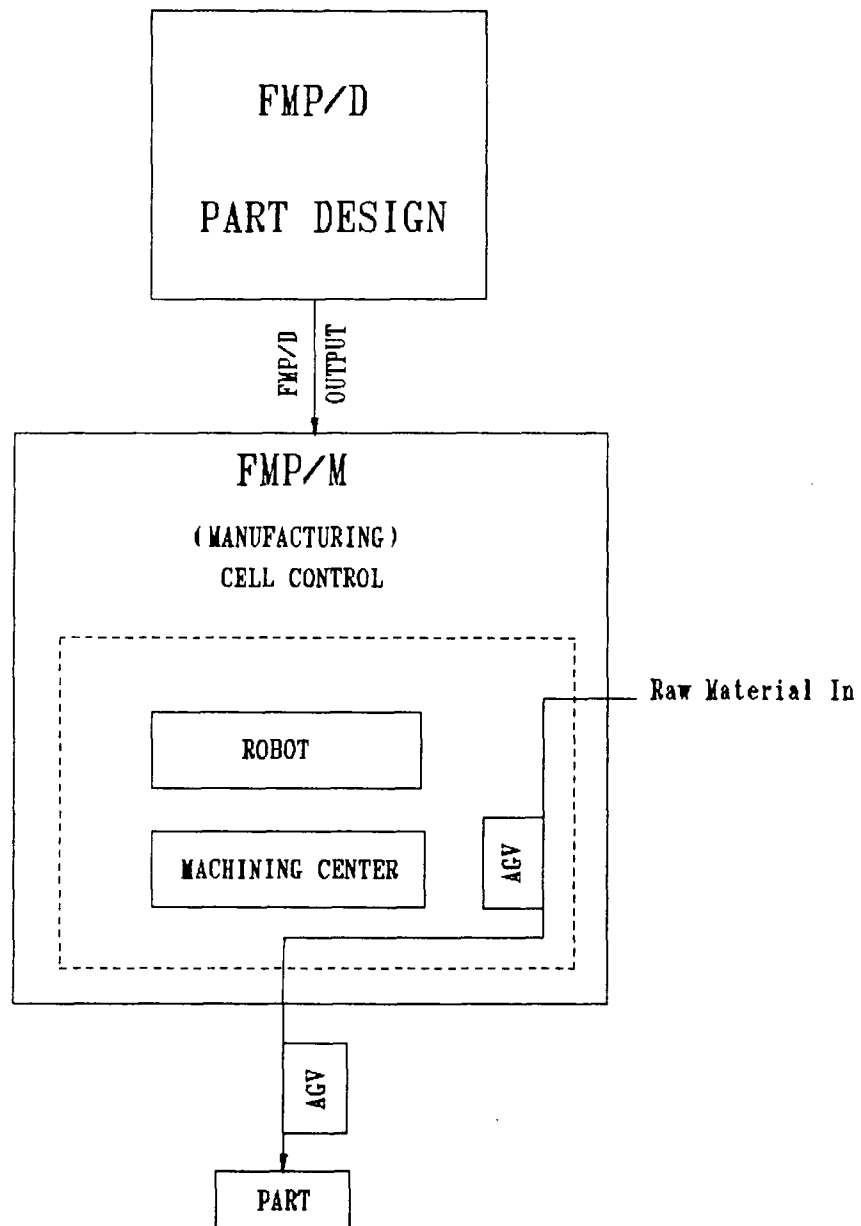 FMP/D
PART DESIGN
FMP/D
OUTPUT
FMP/M
(MANUFACTURING)
CELL CONTROL
Raw Material In
ROBOT
MACHINING CENTER
AGV
AGV
PART